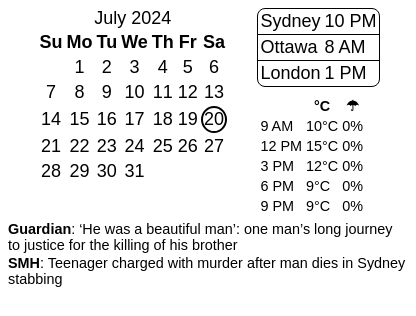 July 2024
Su Mo Tu We Th Fr Sa
1 2 3 4 5 6
7 8 9 10 11 12 13
14 15 16 17 18 19 20
21 22 23 24 25 26 27
28 29 30 31
Sydney 10 PM
Ottawa 8 AM
London 1 PM
°C ☂
9 AM 10°C 0%
12 PM 15°C 0%
3 PM 12°C 0%
6 PM 9°C 0%
9 PM 9°C 0%
Guardian: ‘He was a beautiful man’: one man’s long journey
to justice for the killing of his brother
SMH: Teenager charged with murder after man dies in Sydney
stabbing